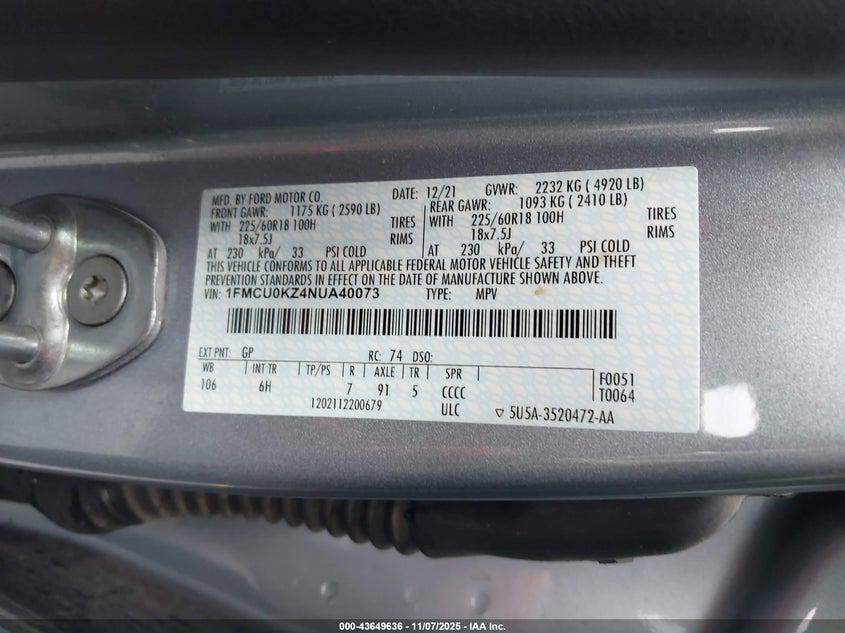 MFD. BY FORD MOTOR CO. DATE: 12/21 GVWR: 2232 KG ( 4920 LB)
FRONT GAWR: 1175 KG ( 2590 LB) REAR GAWR: 1093 KG ( 2410 LB)
WITH 225/60R18 100H TIRES WITH 225/60R18 100H TIRES
18x7.5J RIMS 18x7.5J RIMS
AT 230 kPa/ 33 PSI COLD AT 230 kPa/ 33 PSI COLD
THIS VEHICLE CONFORMS TO ALL APPLICABLE FEDERAL MOTOR VEHICLE SAFETY AND THEFT
PREVENTION STANDARDS IN EFFECT ON THE DATE OF MANUFACTURE SHOWN ABOVE.
VIN: 1FMCU0KZ4NUA40073 TYPE: MPV
EXT PNT: GP RC: 74 DSO:
WB INT TR TP/PS R AXLE TR SPR F0051
106 6H 7 91 5 CCCC T0064
1202112200679 ULC ▽ 5U5A-3520472-AA
000-43649636 - 11/07/2025 - IAA Inc.